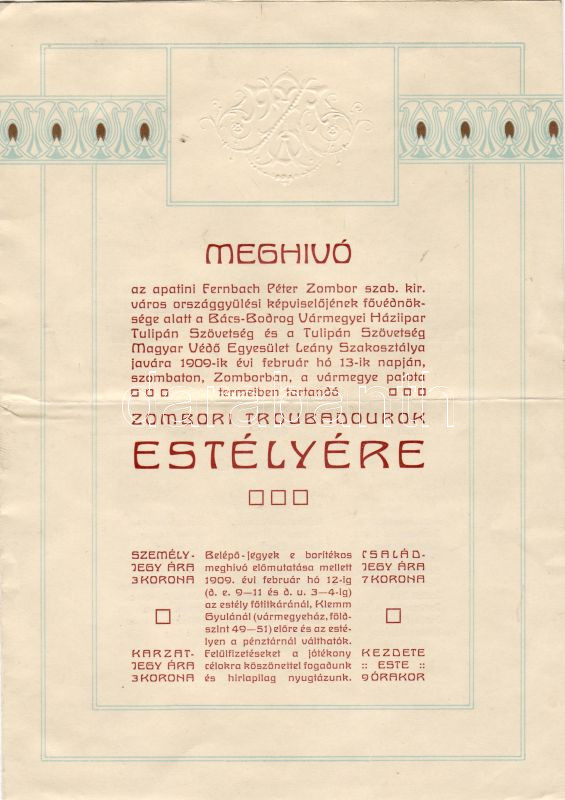 MEGHIVÓ
az apatini Fernbach Péter Zombor szab. kir.
város országgyülési képviselőjének fővédnök-
sége alatt a Bács-Bodrog Vármegyei Háziipar
Tulipán Szövetség és a Tulipán Szövetség
Magyar Védő Egyesület Leány Szakosztálya
javára 1909-ik évi február hó 13-ik napján,
szombaton, Zomborban, a vármegye palota
termeiben tartandó
ZOMBORI TROUBADOUROK
ESTÉLYÉRE
SZEMÉLY-
JEGY ÁRA
3 KORONA
KARZAT-
JEGY ÁRA
3 KORONA
Belépő-jegyek e boritékos
meghivó előmutatása mellett
1909. évi február hó 12-ig
(d. e. 9—11 és d. u. 3—4-ig)
az estély főtitkáránál, Klemm
Gyulánál (vármegyeház, föld-
szint 49—51) előre és az esté-
lyen a pénztárnál válthatók.
Felülfizetéseket a jótékony
célokra köszönettel fogadunk
és hirlapilag nyugtázunk.
CSALÁD-
JEGY ÁRA
7 KORONA
KEZDETE
:: ESTE ::
9 ÓRAKOR
darabanth